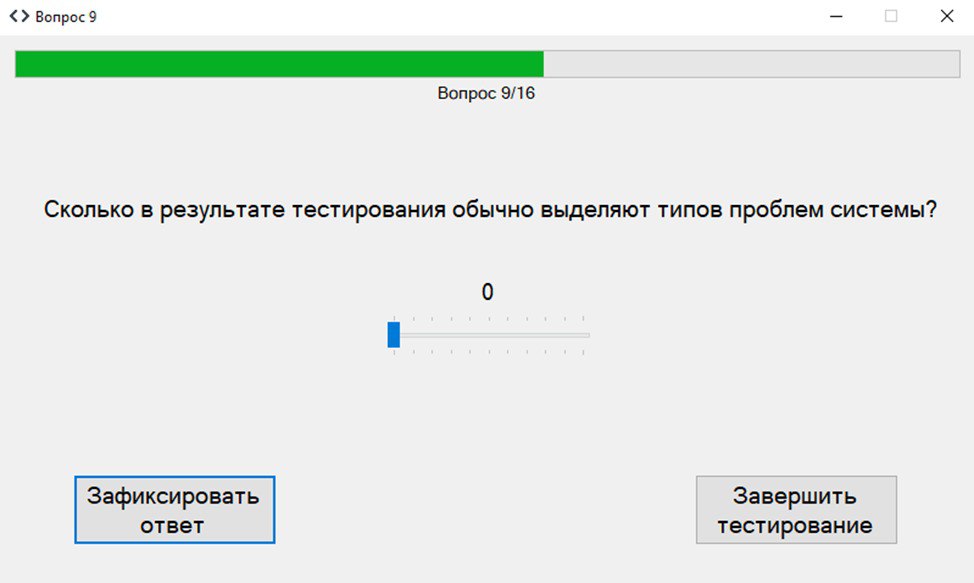 Вопрос 9
Вопрос 9/16
Сколько в результате тестирования обычно выделяют типов проблем системы?
0
Зафиксировать
ответ
Завершить
тестирование